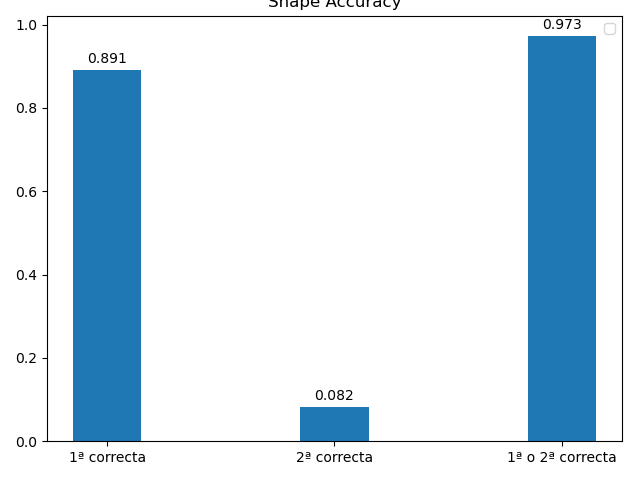 Shape Accuracy
1.0
0.8
0.6
0.4
0.2
0.0
0.891
0.082
0.973
1ª correcta
2ª correcta
1ª o 2ª correcta